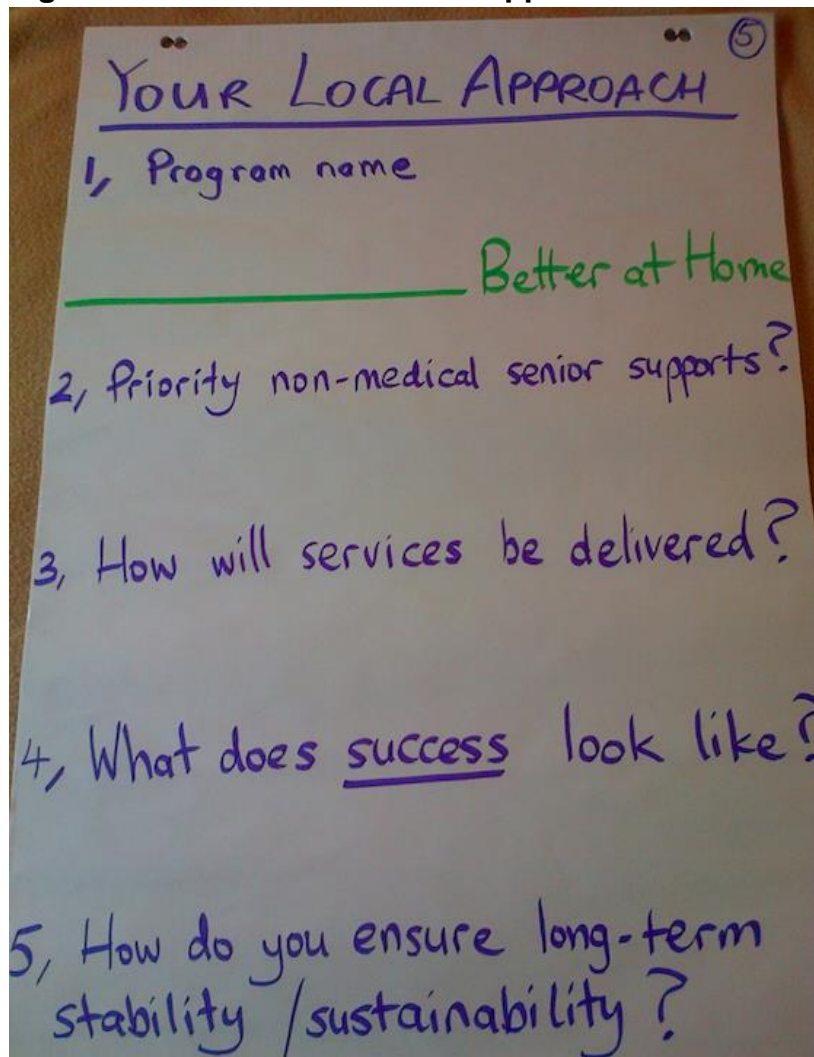 5
YOUR LOCAL APPROACH
1, Program name
____________ Better at Home
2, Priority non-medical senior supports?
3, How will services be delivered?
4, What does success look like?
5, How do you ensure long-term
stability/sustainability?